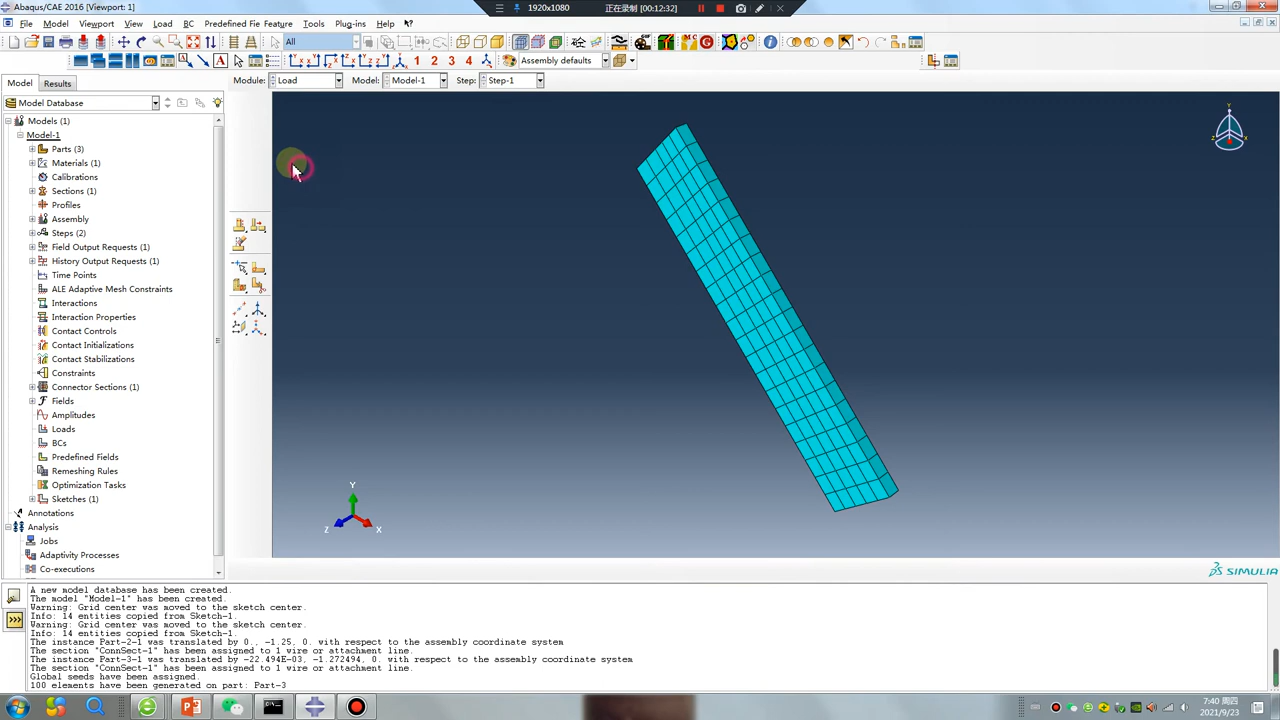 Abaqus/CAE 2016 [Viewport: 1]
1920x1080
正在录制 [00:12:32]
File Model Viewport View Load BC Predefined Field Feature Tools Plug-ins Help
All
1 2 3 4
Assembly defaults
Model Results
Module: Load Model: Model-1 Step: Step-1
Model Database
Models (1)
Model-1
Parts (3)
Materials (1)
Calibrations
Sections (1)
Profiles
Assembly
Steps (2)
Field Output Requests (1)
History Output Requests (1)
Time Points
ALE Adaptive Mesh Constraints
Interactions
Interaction Properties
Contact Controls
Contact Initializations
Contact Stabilizations
Constraints
Connector Sections (1)
Fields
Amplitudes
Loads
BCs
Predefined Fields
Remeshing Rules
Optimization Tasks
Sketches (1)
Annotations
Analysis
Jobs
Adaptivity Processes
Co-executions
Y
Z
X
SIMULIA
A new model database has been created.
The model "Model-1" has been created.
Warning: Grid center was moved to the sketch center.
Info: 14 entities copied from Sketch-1.
Warning: Grid center was moved to the sketch center.
Info: 14 entities copied from Sketch-1.
The instance Part-2-1 was translated by 0., -1.25, 0. with respect to the assembly coordinate system
The section "ConnSect-1" has been assigned to 1 wire or attachment line.
The instance Part-3-1 was translated by -22.494E-03, -1.272494, 0. with respect to the assembly coordinate system
The section "ConnSect-1" has been assigned to 1 wire or attachment line.
Global seeds have been assigned.
100 elements have been generated on part: Part-3
7:40 周四
2021/9/23